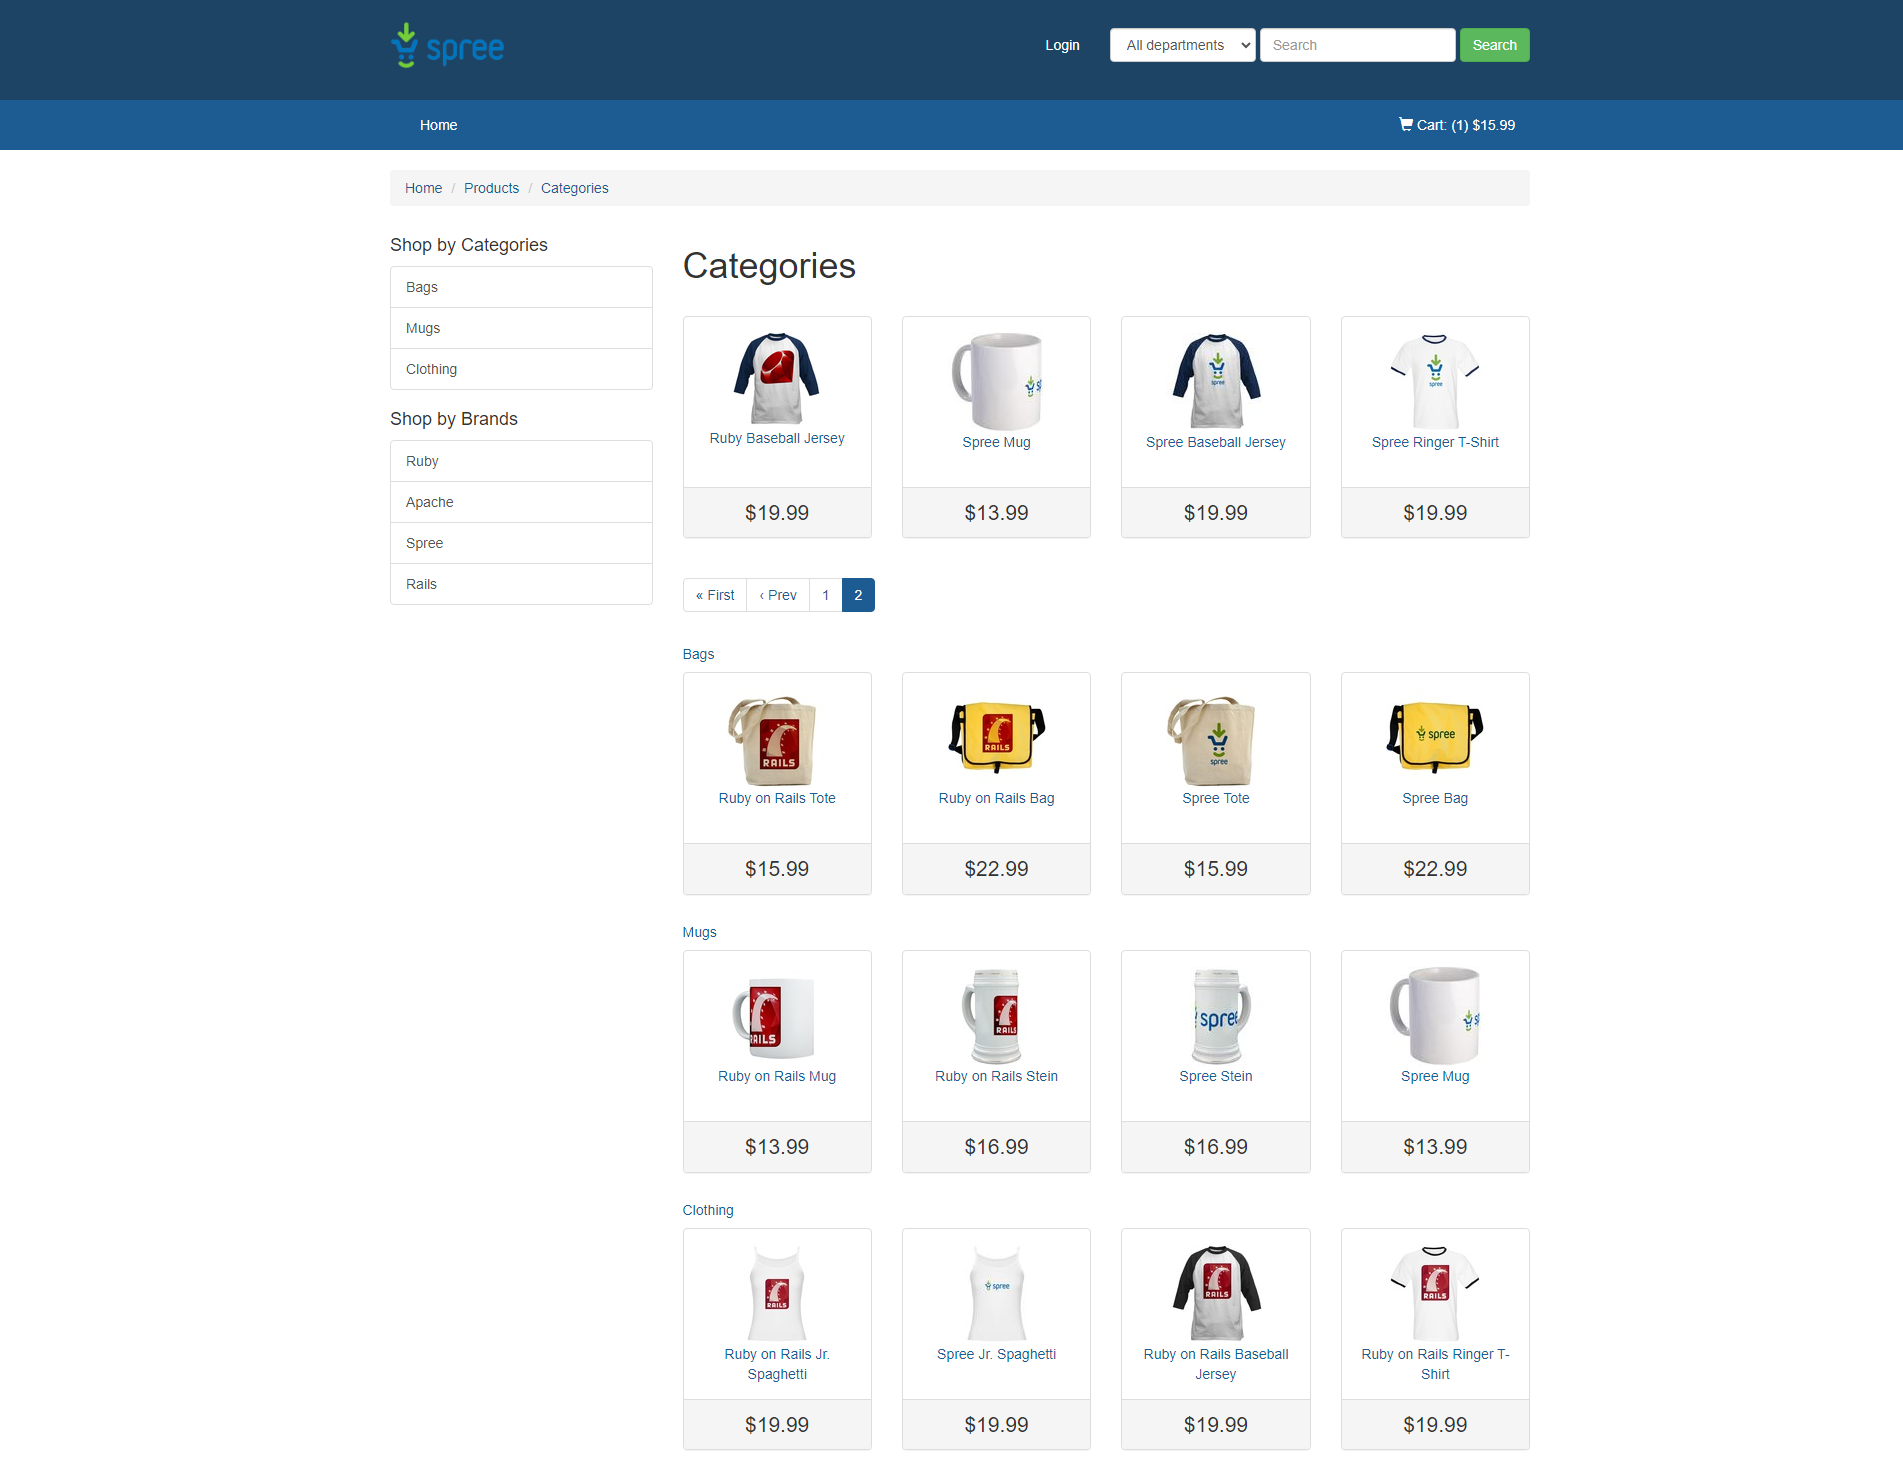 spree
Login
All departments
Search
Search
Home
Cart: (1) $15.99
Home / Products / Categories
Shop by Categories
Bags
Mugs
Clothing
Shop by Brands
Ruby
Apache
Spree
Rails
Categories
spree
spree
Ruby Baseball Jersey
Spree Mug
Spree Baseball Jersey
Spree Ringer T-Shirt
$19.99
$13.99
$19.99
$19.99
« First
‹ Prev
1
2
Bags
RAILS
RAILS
spree
spree
Ruby on Rails Tote
Ruby on Rails Bag
Spree Tote
Spree Bag
$15.99
$22.99
$15.99
$22.99
Mugs
RAILS
RAILS
spree
Ruby on Rails Mug
Ruby on Rails Stein
Spree Stein
Spree Mug
$13.99
$16.99
$16.99
$13.99
Clothing
RAILS
spree
RAILS
RAILS
Ruby on Rails Jr.
Spaghetti
Spree Jr. Spaghetti
Ruby on Rails Baseball
Jersey
Ruby on Rails Ringer T-
Shirt
$19.99
$19.99
$19.99
$19.99